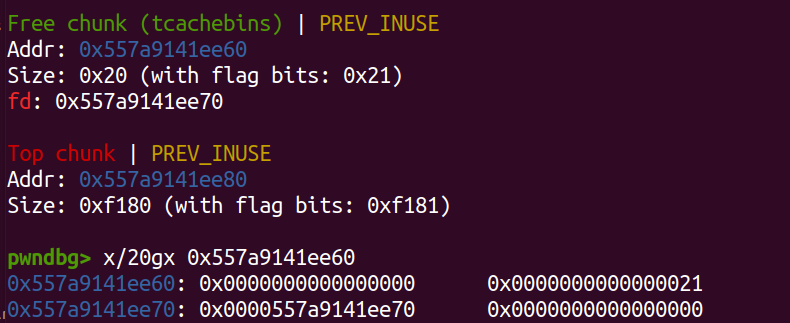 Free chunk (tcachebins) | PREV_INUSE
Addr: 0x557a9141ee60
Size: 0x20 (with flag bits: 0x21)
fd: 0x557a9141ee70
Top chunk | PREV_INUSE
Addr: 0x557a9141ee80
Size: 0xf180 (with flag bits: 0xf181)
pwndbg> x/20gx 0x557a9141ee60
0x557a9141ee60: 0x0000000000000000 0x0000000000000021
0x557a9141ee70: 0x0000557a9141ee70 0x0000000000000000